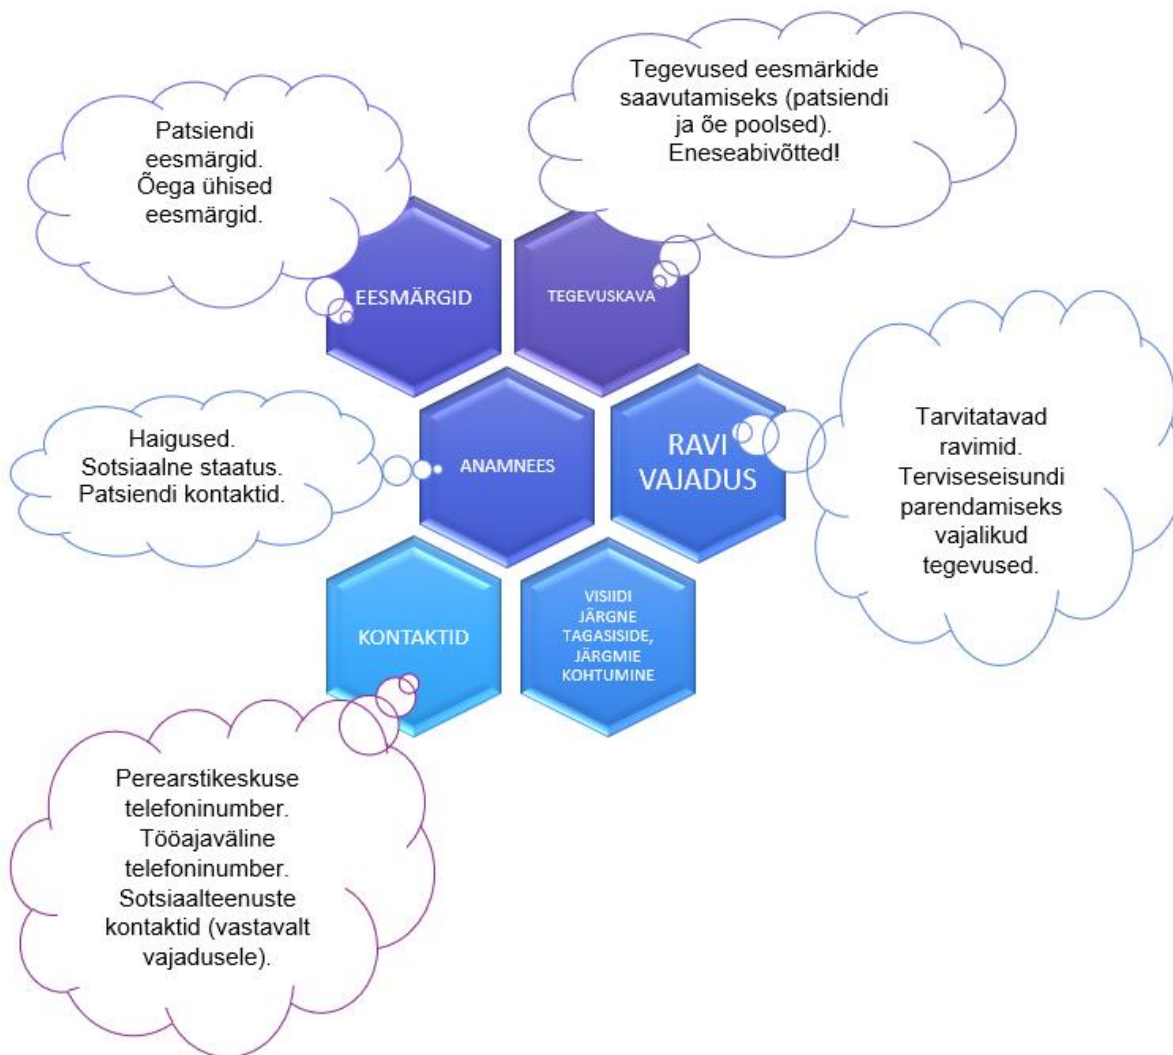 Tegevused eesmärkide
saavutamiseks (patsiendi
ja õe poolsed).
Eneseabivõtted!
Patsiendi
eesmärgid.
Õega ühised
eesmärgid.
EESMÄRGID
TEGEVUSKAVA
Haigused.
Sotsiaalne staatus.
Patsiendi kontaktid.
ANAMNEES
RAVI
VAJADUS
Tarvitatavad
ravimid.
Terviseseisundi
parendamiseks
vajalikud
tegevused.
KONTAKTID
VISIIDI
JÄRGNE
TAGASISIDE,
JÄRGMIE
KOHTUMINE
Perearstikeskuse
telefoninumber.
Tööajaväline
telefoninumber.
Sotsiaalteenuste
kontaktid (vastavalt
vajadusele).